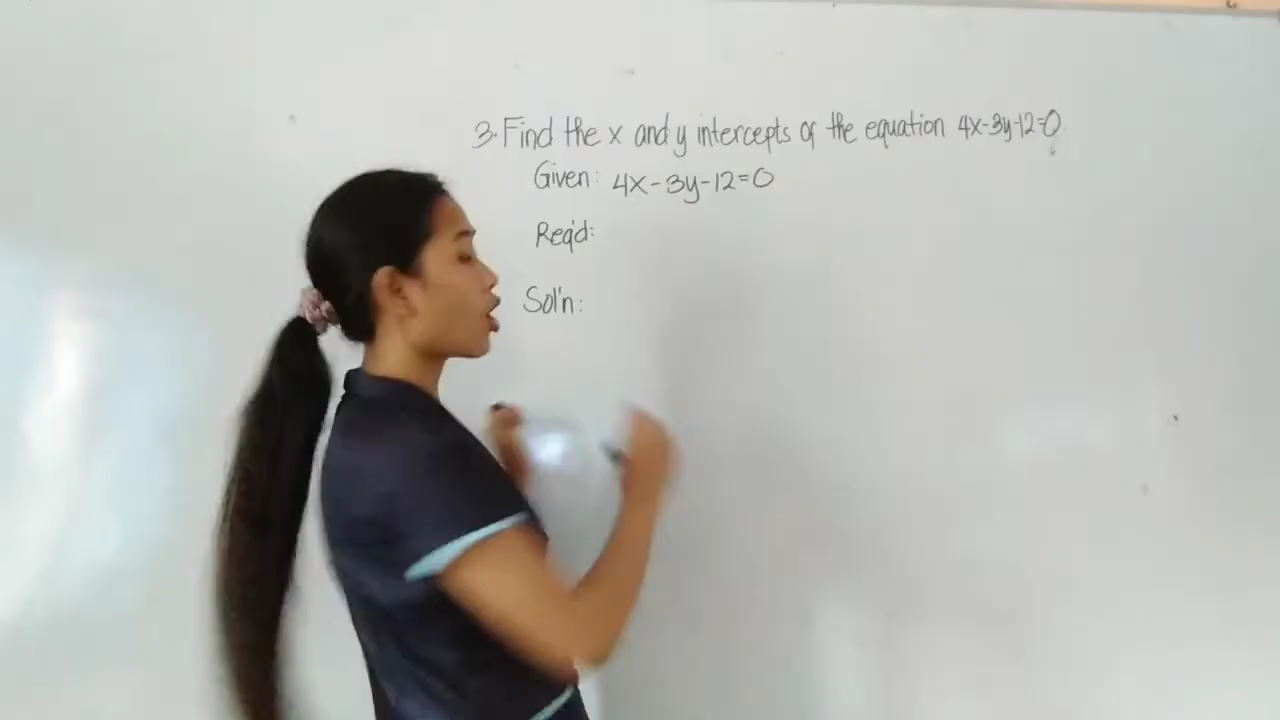 3. Find the x and y intercepts of the equation 4x-3y-12=0.
Given: 4x-3y-12=0
Req'd:
Sol'n: